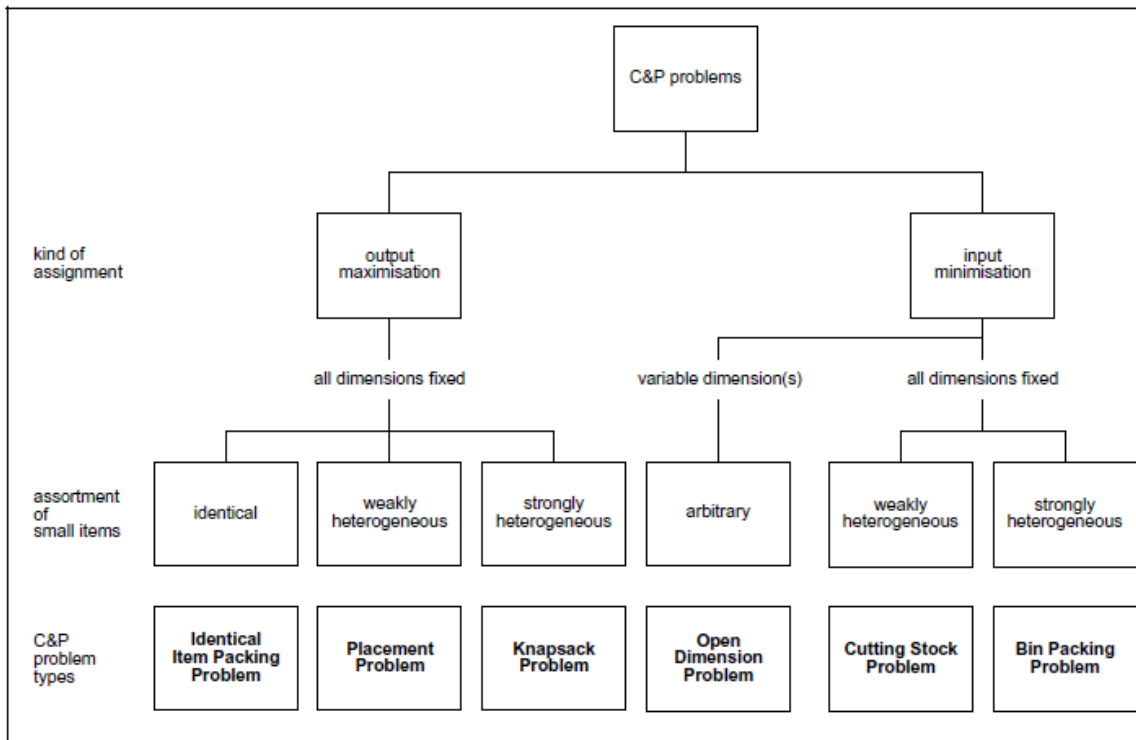 C&P problems
kind of
assignment
output
maximisation
input
minimisation
all dimensions fixed
variable dimension(s)
all dimensions fixed
assortment
of
small items
identical
weakly
heterogeneous
strongly
heterogeneous
arbitrary
weakly
heterogeneous
strongly
heterogeneous
C&P
problem
types
Identical
Item Packing
Problem
Placement
Problem
Knapsack
Problem
Open
Dimension
Problem
Cutting Stock
Problem
Bin Packing
Problem